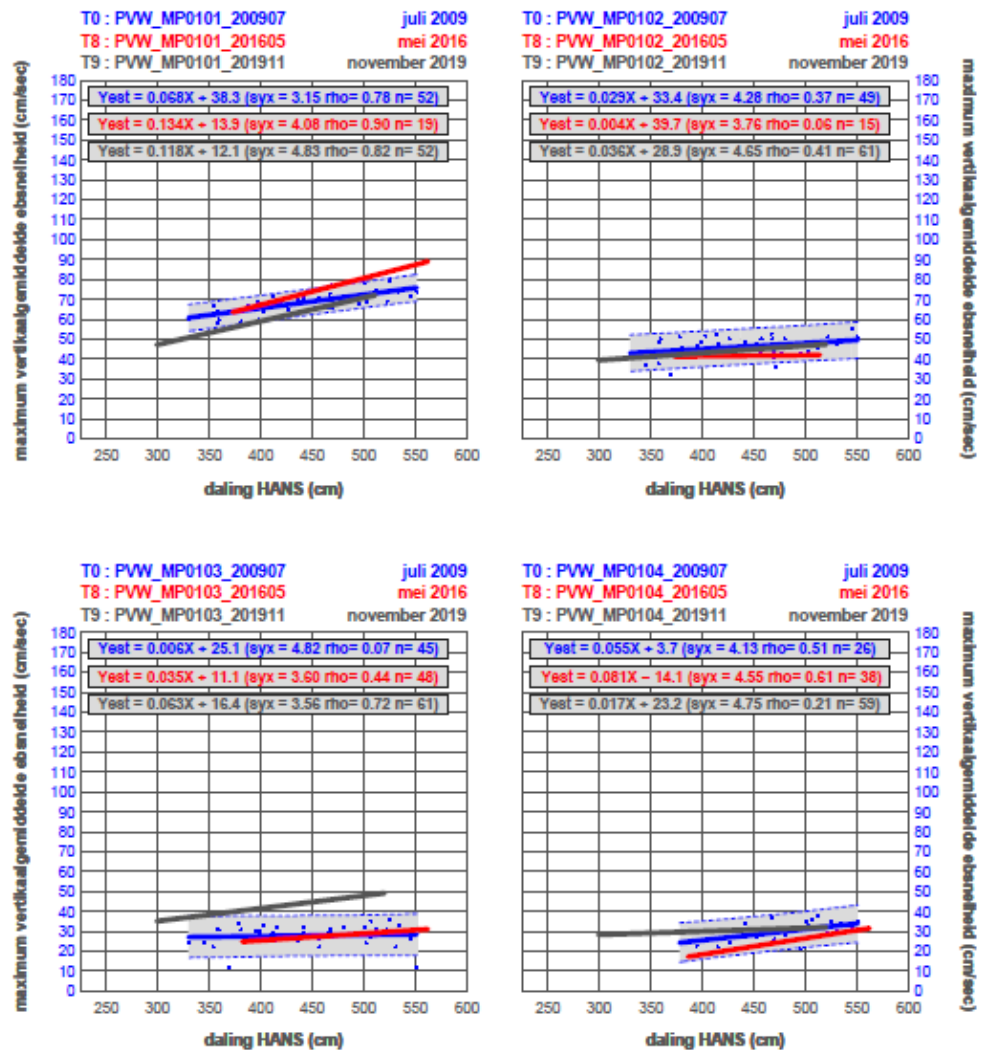 T0 : PVW_MP0101_200907 juli 2009
T8 : PVW_MP0101_201605 mei 2016
T9 : PVW_MP0101_201911 november 2019
maximum vertikaalgemiddelde ebsnelheid (cm/sec)
180
170
160
150
140
130
120
110
100
90
80
70
60
50
40
30
20
10
0
Yest = 0.068X + 38.3 (syx = 3.15 rho= 0.78 n= 52)
Yest = 0.134X + 13.9 (syx = 4.08 rho= 0.90 n= 19)
Yest = 0.118X + 12.1 (syx = 4.83 rho= 0.82 n= 52)
250 300 350 400 450 500 550 600
daling HANS (cm)
T0 : PVW_MP0102_200907 juli 2009
T8 : PVW_MP0102_201605 mei 2016
T9 : PVW_MP0102_201911 november 2019
Yest = 0.029X + 33.4 (syx = 4.28 rho= 0.37 n= 49)
Yest = 0.004X + 39.7 (syx = 3.76 rho= 0.06 n= 15)
Yest = 0.036X + 28.9 (syx = 4.65 rho= 0.41 n= 61)
180
170
160
150
140
130
120
110
100
90
80
70
60
50
40
30
20
10
0
maximum vertikaalgemiddelde ebsnelheid (cm/sec)
250 300 350 400 450 500 550 600
daling HANS (cm)
T0 : PVW_MP0103_200907 juli 2009
T8 : PVW_MP0103_201605 mei 2016
T9 : PVW_MP0103_201911 november 2019
maximum vertikaalgemiddelde ebsnelheid (cm/sec)
180
170
160
150
140
130
120
110
100
90
80
70
60
50
40
30
20
10
0
Yest = 0.006X + 25.1 (syx = 4.82 rho= 0.07 n= 45)
Yest = 0.035X + 11.1 (syx = 3.60 rho= 0.44 n= 48)
Yest = 0.063X + 16.4 (syx = 3.56 rho= 0.72 n= 61)
250 300 350 400 450 500 550 600
daling HANS (cm)
T0 : PVW_MP0104_200907 juli 2009
T8 : PVW_MP0104_201605 mei 2016
T9 : PVW_MP0104_201911 november 2019
Yest = 0.055X + 3.7 (syx = 4.13 rho= 0.51 n= 26)
Yest = 0.081X − 14.1 (syx = 4.55 rho= 0.61 n= 38)
Yest = 0.017X + 23.2 (syx = 4.75 rho= 0.21 n= 59)
180
170
160
150
140
130
120
110
100
90
80
70
60
50
40
30
20
10
0
maximum vertikaalgemiddelde ebsnelheid (cm/sec)
250 300 350 400 450 500 550 600
daling HANS (cm)